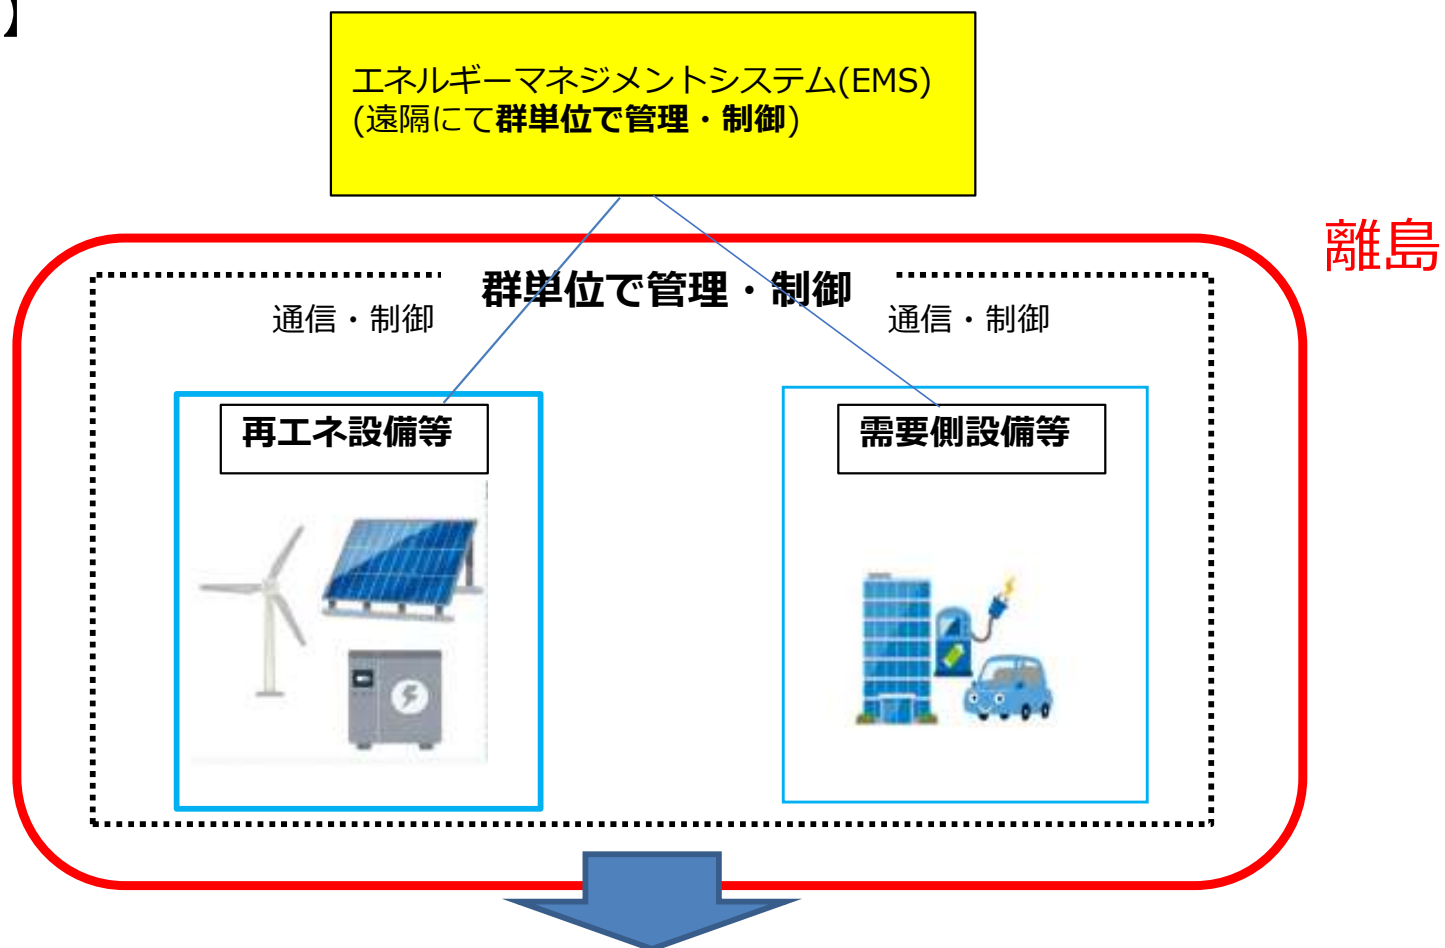 】
エネルギーマネジメントシステム(EMS)
(遠隔にて群単位で管理・制御)
離島
群単位で管理・制御
通信・制御
通信・制御
再エネ設備等
需要側設備等